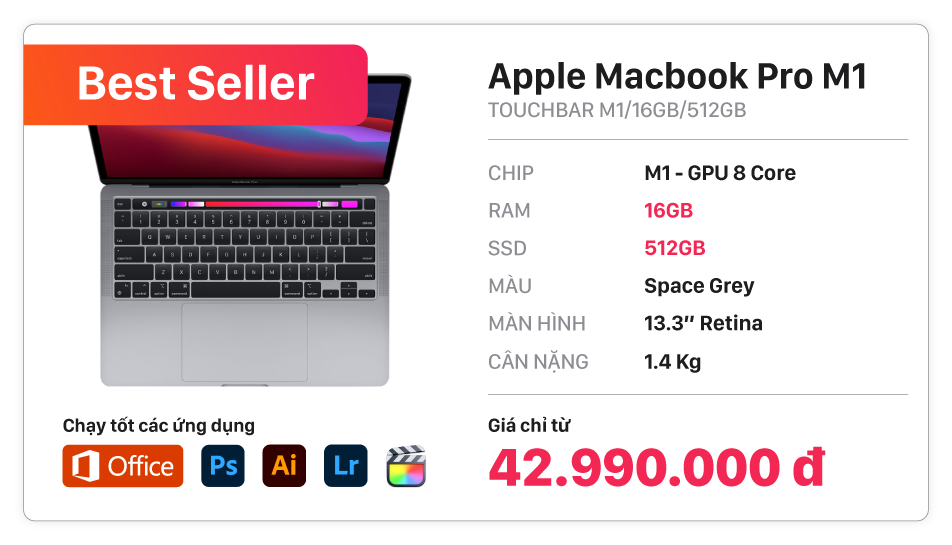 Best Seller
Apple Macbook Pro M1
TOUCHBAR M1/16GB/512GB
CHIP M1 - GPU 8 Core
RAM 16GB
SSD 512GB
MÀU Space Grey
MÀN HÌNH 13.3″ Retina
CÂN NẶNG 1.4 Kg
Chạy tốt các ứng dụng
Office Ps Ai Lr
Giá chỉ từ
42.990.000 đ